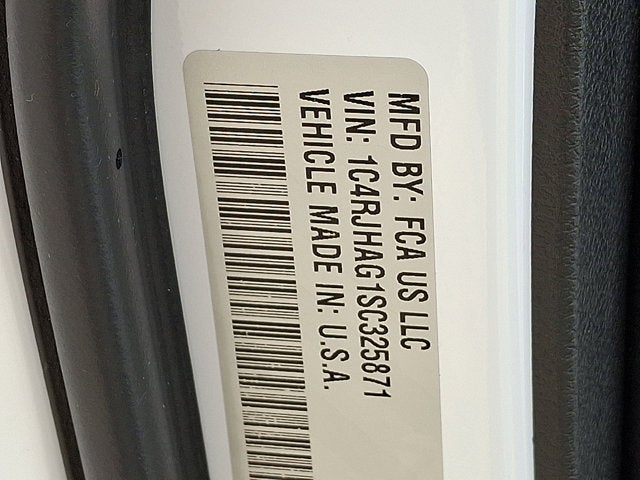 MFD BY: FCA US LLC
VIN: 1C4RJHAG1SC325871
VEHICLE MADE IN: U.S.A.